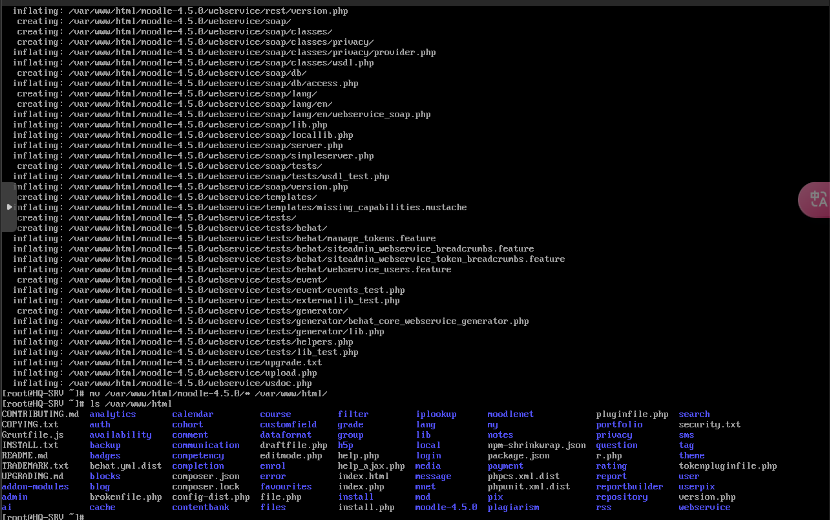 inflating: /var/www/html/moodle-4.5.0/webservice/rest/version.php
creating: /var/www/html/moodle-4.5.0/webservice/soap/
creating: /var/www/html/moodle-4.5.0/webservice/soap/classes/
creating: /var/www/html/moodle-4.5.0/webservice/soap/classes/privacy/
inflating: /var/www/html/moodle-4.5.0/webservice/soap/classes/privacy/provider.php
inflating: /var/www/html/moodle-4.5.0/webservice/soap/classes/wsdl.php
creating: /var/www/html/moodle-4.5.0/webservice/soap/db/
inflating: /var/www/html/moodle-4.5.0/webservice/soap/db/access.php
creating: /var/www/html/moodle-4.5.0/webservice/soap/lang/
creating: /var/www/html/moodle-4.5.0/webservice/soap/lang/en/
inflating: /var/www/html/moodle-4.5.0/webservice/soap/lang/en/webservice_soap.php
inflating: /var/www/html/moodle-4.5.0/webservice/soap/lib.php
inflating: /var/www/html/moodle-4.5.0/webservice/soap/locallib.php
inflating: /var/www/html/moodle-4.5.0/webservice/soap/server.php
inflating: /var/www/html/moodle-4.5.0/webservice/soap/simpleserver.php
creating: /var/www/html/moodle-4.5.0/webservice/soap/tests/
inflating: /var/www/html/moodle-4.5.0/webservice/soap/tests/wsdl_test.php
inflating: /var/www/html/moodle-4.5.0/webservice/soap/version.php
creating: /var/www/html/moodle-4.5.0/webservice/templates/
inflating: /var/www/html/moodle-4.5.0/webservice/templates/missing_capabilities.mustache
creating: /var/www/html/moodle-4.5.0/webservice/tests/
creating: /var/www/html/moodle-4.5.0/webservice/tests/behat/
inflating: /var/www/html/moodle-4.5.0/webservice/tests/behat/manage_tokens.feature
inflating: /var/www/html/moodle-4.5.0/webservice/tests/behat/siteadmin_webservice_breadcrumbs.feature
inflating: /var/www/html/moodle-4.5.0/webservice/tests/behat/siteadmin_webservice_token_breadcrumbs.feature
inflating: /var/www/html/moodle-4.5.0/webservice/tests/behat/webservice_users.feature
creating: /var/www/html/moodle-4.5.0/webservice/tests/event/
inflating: /var/www/html/moodle-4.5.0/webservice/tests/event/events_test.php
inflating: /var/www/html/moodle-4.5.0/webservice/tests/externallib_test.php
creating: /var/www/html/moodle-4.5.0/webservice/tests/generator/
inflating: /var/www/html/moodle-4.5.0/webservice/tests/generator/behat_core_webservice_generator.php
inflating: /var/www/html/moodle-4.5.0/webservice/tests/generator/lib.php
inflating: /var/www/html/moodle-4.5.0/webservice/tests/helpers.php
inflating: /var/www/html/moodle-4.5.0/webservice/tests/lib_test.php
inflating: /var/www/html/moodle-4.5.0/webservice/upgrade.txt
inflating: /var/www/html/moodle-4.5.0/webservice/upload.php
inflating: /var/www/html/moodle-4.5.0/webservice/wsdoc.php
[root@HQ-SRV ~]# mv /var/www/html/moodle-4.5.0/* /var/www/html/
[root@HQ-SRV ~]# ls /var/www/html
CONTRIBUTING.md analytics calendar course filter iplookup moodlenet pluginfile.php search
COPYING.txt auth cohort customfield grade lang my portfolio security.txt
Gruntfile.js availability comment dataformat group lib notes privacy sms
INSTALL.txt backup communication draftfile.php h5p local npm-shrinkwrap.json question tag
README.md badges competency editmode.php help.php login package.json r.php theme
TRADEMARK.txt behat.yml.dist completion enrol help_ajax.php media payment rating tokenpluginfile.php
UPGRADING.md blocks composer.json error index.html message phpcs.xml.dist report user
addon-modules blog composer.lock favourites index.php mnet phpunit.xml.dist reportbuilder userpix
admin brokenfile.php config-dist.php file.php install mod pix repository version.php
ai cache contentbank files install.php moodle-4.5.0 plagiarism rss webservice
[root@HQ-SRV ~]#